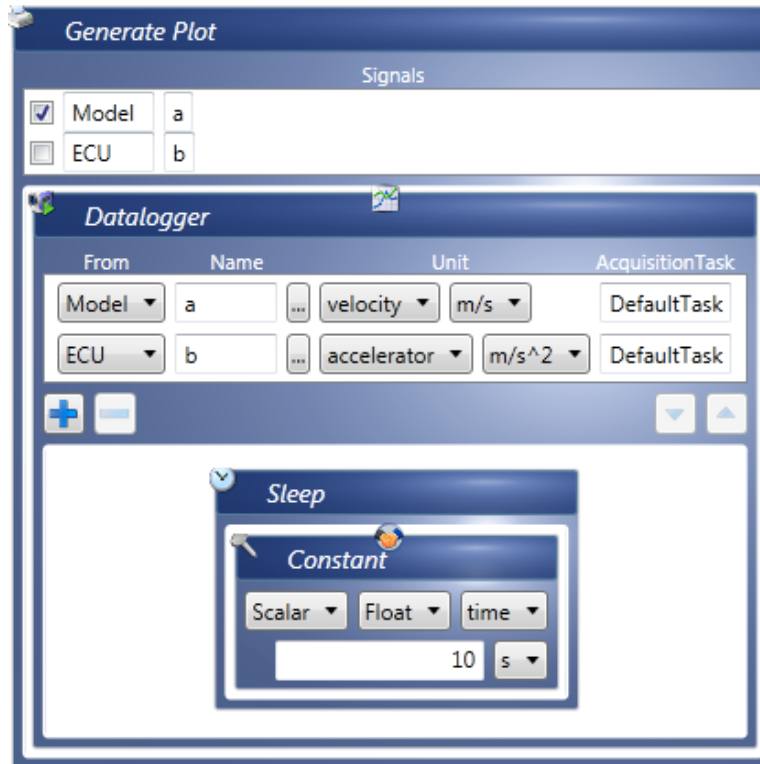 Generate Plot
Signals
Model a
ECU b
Datalogger
From Name Unit AcquisitionTask
Model a ... velocity m/s DefaultTask
ECU b ... accelerator m/s^2 DefaultTask
Sleep
Constant
Scalar Float time
10 s